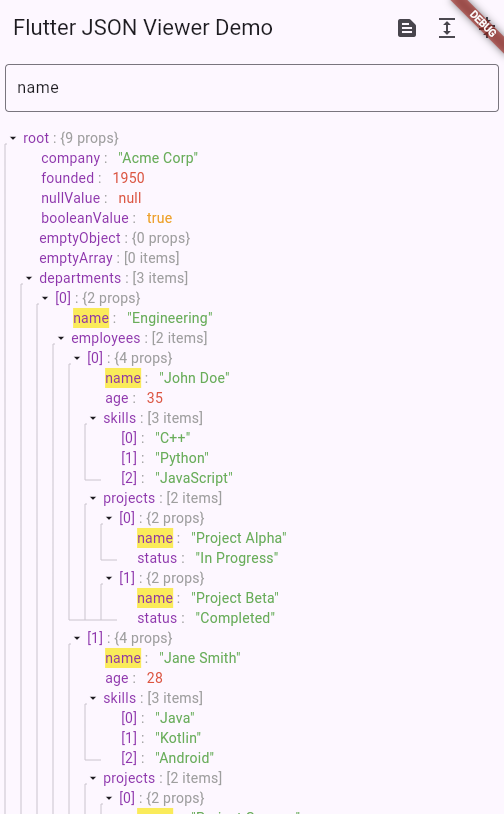 Flutter JSON Viewer Demo
DEBUG
name
root : {9 props}
company : "Acme Corp"
founded : 1950
nullValue : null
booleanValue : true
emptyObject : {0 props}
emptyArray : [0 items]
departments : [3 items]
[0] : {2 props}
name : "Engineering"
employees : [2 items]
[0] : {4 props}
name : "John Doe"
age : 35
skills : [3 items]
[0] : "C++"
[1] : "Python"
[2] : "JavaScript"
projects : [2 items]
[0] : {2 props}
name : "Project Alpha"
status : "In Progress"
[1] : {2 props}
name : "Project Beta"
status : "Completed"
[1] : {4 props}
name : "Jane Smith"
age : 28
skills : [3 items]
[0] : "Java"
[1] : "Kotlin"
[2] : "Android"
projects : [2 items]
[0] : {2 props}